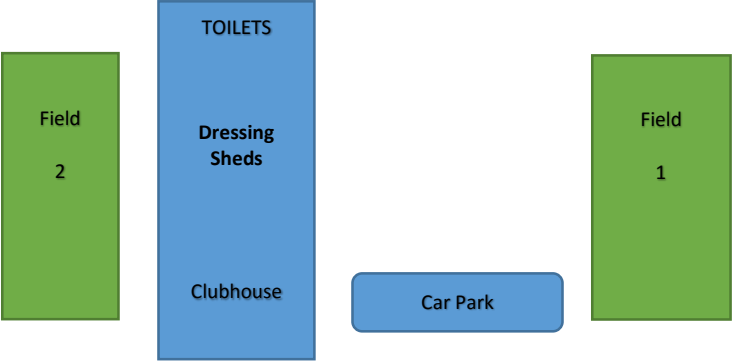 TOILETS
Field
2
Dressing
Sheds
Clubhouse
Car Park
Field
1